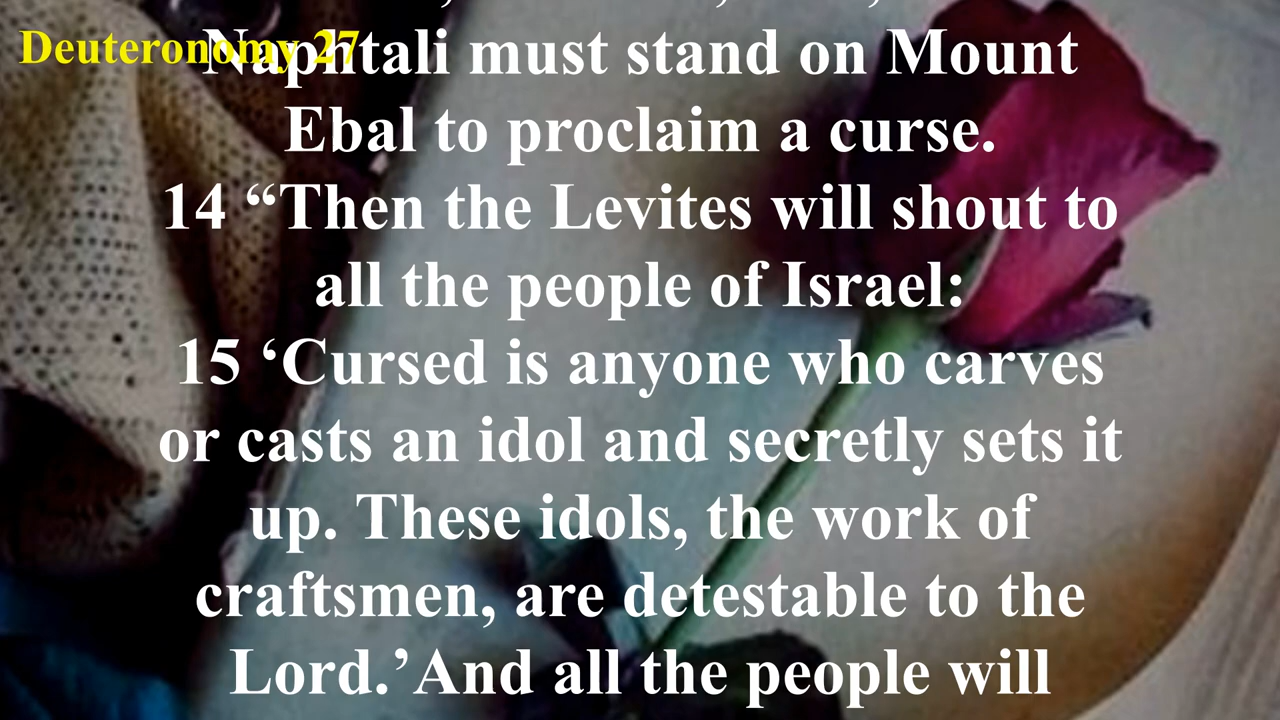 Deuteronomy 27
Naphtali must stand on Mount
Ebal to proclaim a curse.
14 “Then the Levites will shout to
all the people of Israel:
15 ‘Cursed is anyone who carves
or casts an idol and secretly sets it
up. These idols, the work of
craftsmen, are detestable to the
Lord.’And all the people will